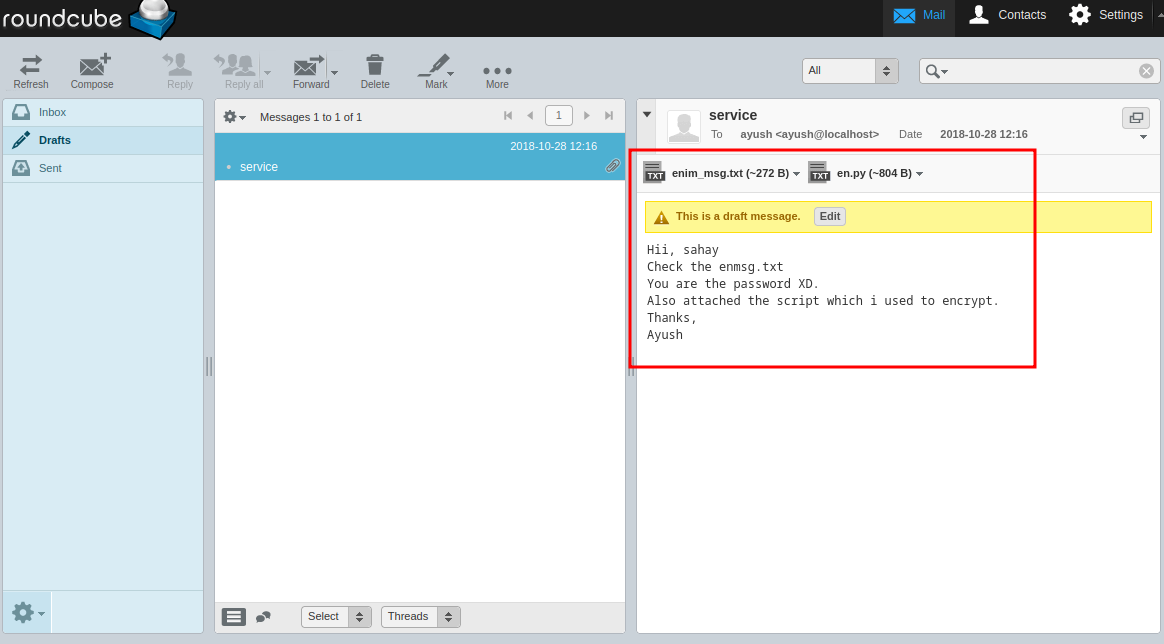 roundcube
Mail
Contacts
Settings
Refresh
Compose
Reply
Reply all
Forward
Delete
Mark
More
All
Inbox
Drafts
Sent
Messages 1 to 1 of 1
1
2018-10-28 12:16
• service
Select
Threads
service
To ayush <ayush@localhost> Date 2018-10-28 12:16
TXT enim_msg.txt (~272 B) TXT en.py (~804 B)
This is a draft message. Edit
Hii, sahay
Check the enmsg.txt
You are the password XD.
Also attached the script which i used to encrypt.
Thanks,
Ayush